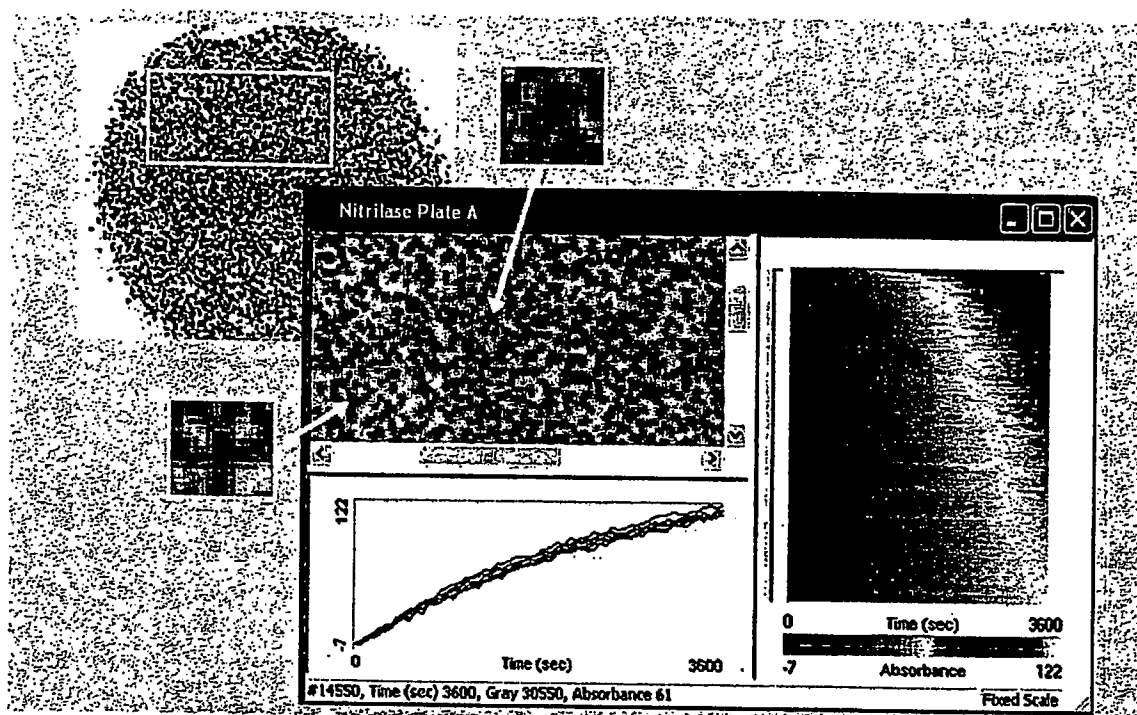 Nitrilase Plate A
122
-7
0
Time (sec)
3600
0
Time (sec)
3600
-7
Absorbance
122
#14550, Time (sec) 3600, Gray 30550, Absorbance 61
Fixed Scale